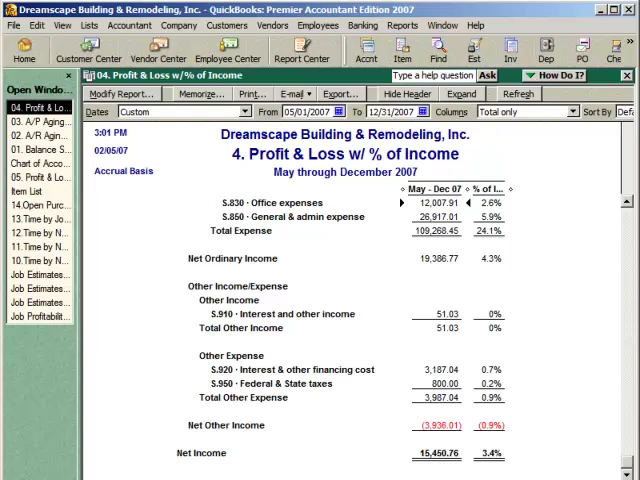 Dreamscape Building & Remodeling, Inc. - QuickBooks: Premier Accountant Edition 2007
File Edit View Lists Accountant Company Customers Vendors Employees Banking Reports Window Help
Home Customer Center Vendor Center Employee Center Report Center Accnt Item Find Est Inv Dep PO Che
Open Windo...
04. Profit & Lo...
03. A/P Aging...
02. A/R Agin...
01. Balance S...
Chart of Acco...
05. Profit & Lo...
Item List
14.Open Purc...
13.Time by Jo...
12.Time by N...
11.Time by N...
10.Time by N...
Job Estimates...
Job Estimates...
Job Estimates...
Job Profitabilit...
04. Profit & Loss w/% of Income Type a help question Ask How Do I?
Modify Report... Memorize... Print... E-mail Export... Hide Header Expand Refresh
Dates Custom From 05/01/2007 To 12/31/2007 Columns Total only Sort By Defa
3:01 PM
02/05/07
Accrual Basis
Dreamscape Building & Remodeling, Inc.
4. Profit & Loss w/ % of Income
May through December 2007
May - Dec 07 % of I...
S.830 · Office expenses 12,007.91 2.6%
S.850 · General & admin expense 26,917.01 5.9%
Total Expense 109,268.45 24.1%
Net Ordinary Income 19,386.77 4.3%
Other Income/Expense
Other Income
S.910 · Interest and other income 51.03 0%
Total Other Income 51.03 0%
Other Expense
S.920 · Interest & other financing cost 3,187.04 0.7%
S.950 · Federal & State taxes 800.00 0.2%
Total Other Expense 3,987.04 0.9%
Net Other Income (3,936.01) (0.9%)
Net Income 15,450.76 3.4%